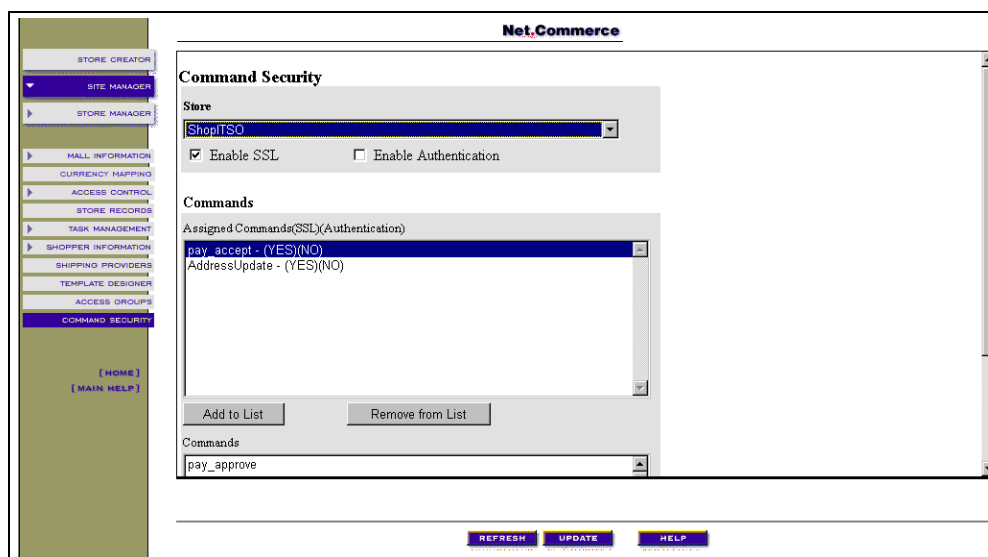 Net.Commerce
STORE CREATOR
SITE MANAGER
STORE MANAGER
MALL INFORMATION
CURRENCY MAPPING
ACCESS CONTROL
STORE RECORDS
TASK MANAGEMENT
SHOPPER INFORMATION
SHIPPING PROVIDERS
TEMPLATE DESIGNER
ACCESS GROUPS
COMMAND SECURITY
[HOME]
[MAIN HELP]
Command Security
Store
ShopITSO
Enable SSL Enable Authentication
Commands
Assigned Commands(SSL)(Authentication)
pay_accept - (YES)(NO)
AddressUpdate - (YES)(NO)
Add to List Remove from List
Commands
pay_approve
REFRESH UPDATE HELP